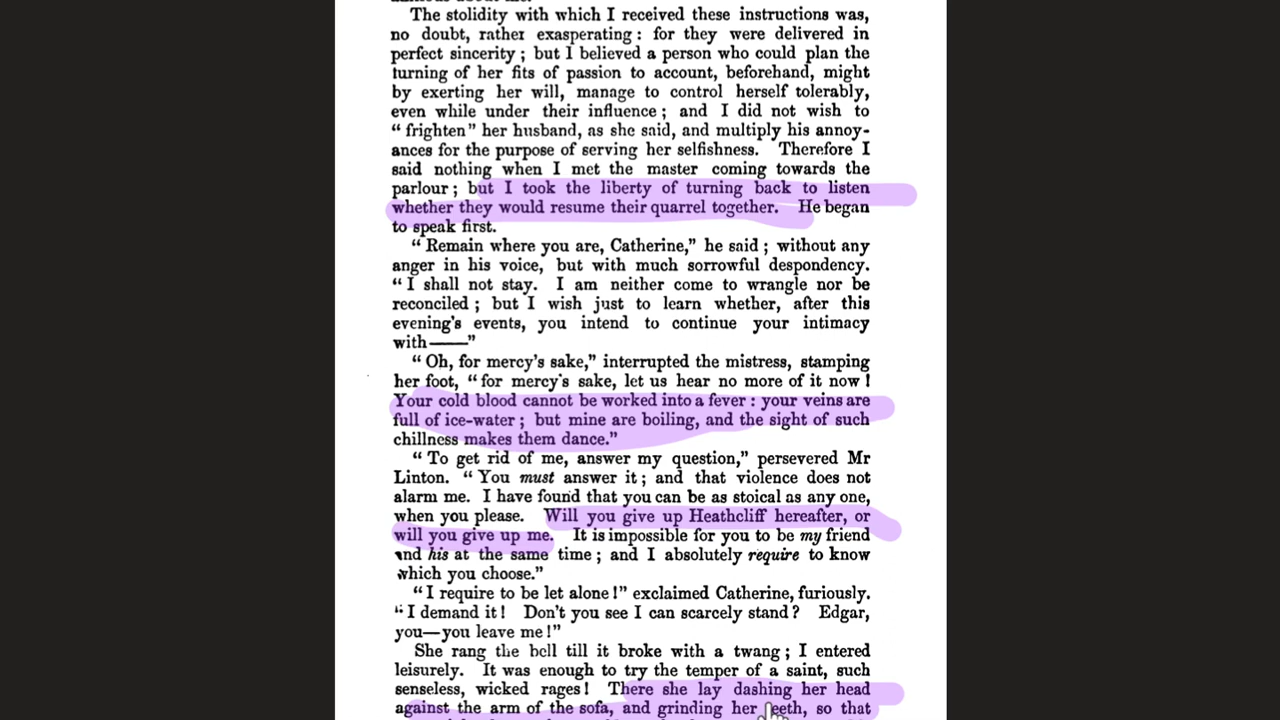 The stolidity with which I received these instructions was,
no doubt, rather exasperating : for they were delivered in
perfect sincerity ; but I believed a person who could plan the
turning of her fits of passion to account, beforehand, might
by exerting her will, manage to control herself tolerably,
even while under their influence ; and I did not wish to
“ frighten” her husband, as she said, and multiply his annoy-
ances for the purpose of serving her selfishness. Therefore I
said nothing when I met the master coming towards the
parlour ; but I took the liberty of turning back to listen
whether they would resume their quarrel together. He began
to speak first.
“ Remain where you are, Catherine,” he said ; without any
anger in his voice, but with much sorrowful despondency.
“ I shall not stay. I am neither come to wrangle nor be
reconciled ; but I wish just to learn whether, after this
evening's events, you intend to continue your intimacy
with——”
“ Oh, for mercy's sake,” interrupted the mistress, stamping
her foot, “ for mercy's sake, let us hear no more of it now !
Your cold blood cannot be worked into a fever : your veins are
full of ice-water ; but mine are boiling, and the sight of such
chillness makes them dance.”
“ To get rid of me, answer my question,” persevered Mr
Linton. “ You must answer it ; and that violence does not
alarm me. I have found that you can be as stoical as any one,
when you please. Will you give up Heathcliff hereafter, or
will you give up me. It is impossible for you to be my friend
and his at the same time ; and I absolutely require to know
which you choose.”
“ I require to be let alone !” exclaimed Catherine, furiously.
“ I demand it ! Don't you see I can scarcely stand ? Edgar,
you—you leave me !”
She rang the bell till it broke with a twang ; I entered
leisurely. It was enough to try the temper of a saint, such
senseless, wicked rages ! There she lay dashing her head
against the arm of the sofa, and grinding her teeth, so that